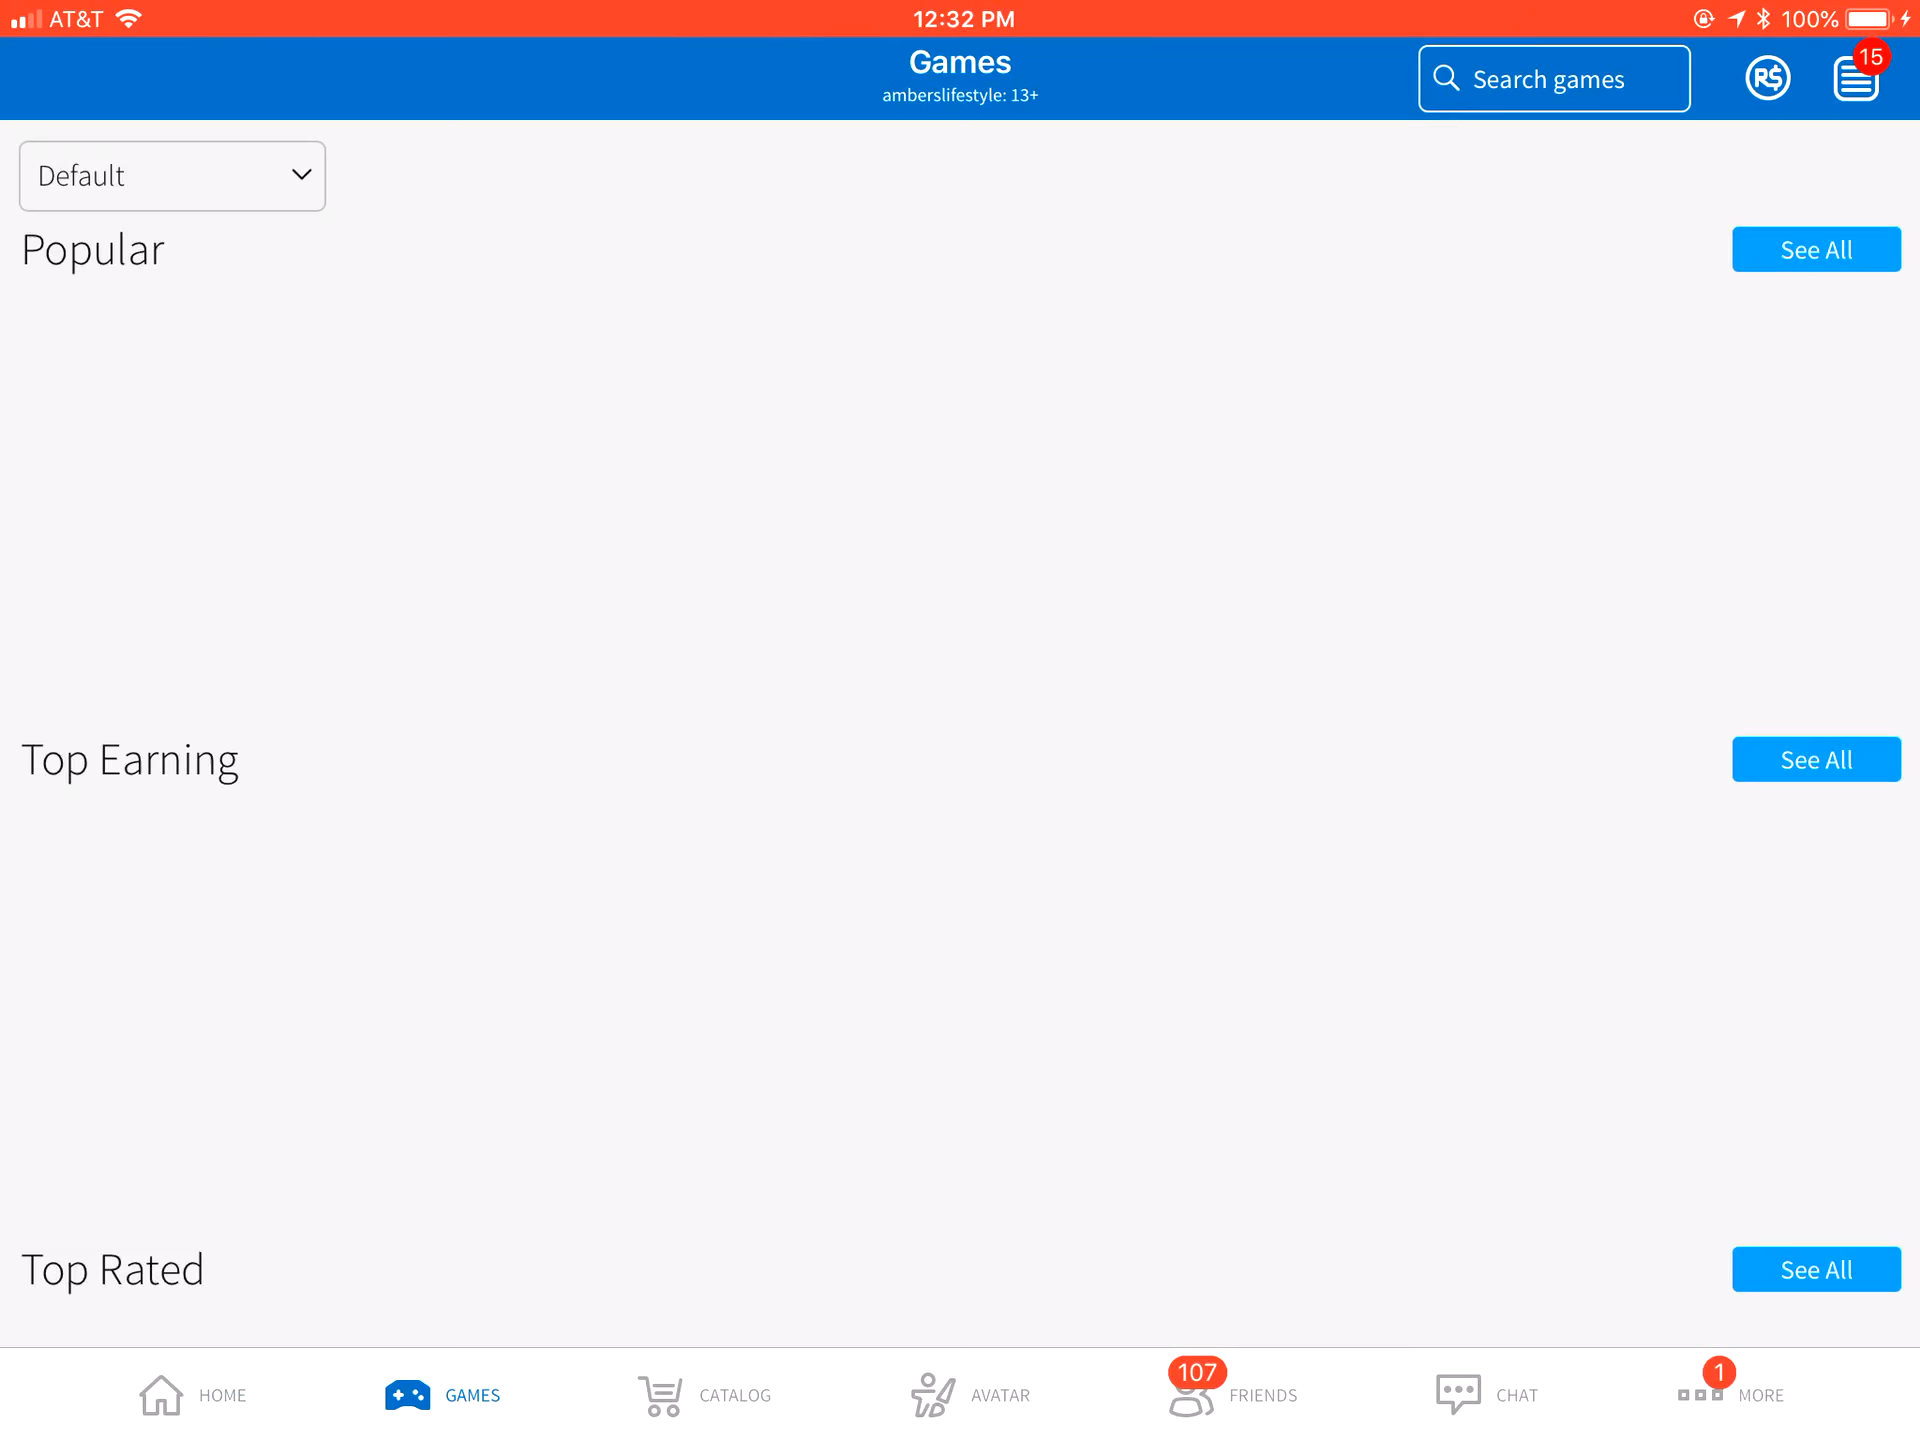 AT&T
12:32 PM
100%
Games
amberslifestyle: 13+
Search games
R$
15
Default
Popular
See All
Top Earning
See All
Top Rated
See All
HOME
GAMES
CATALOG
AVATAR
107
FRIENDS
CHAT
1
MORE